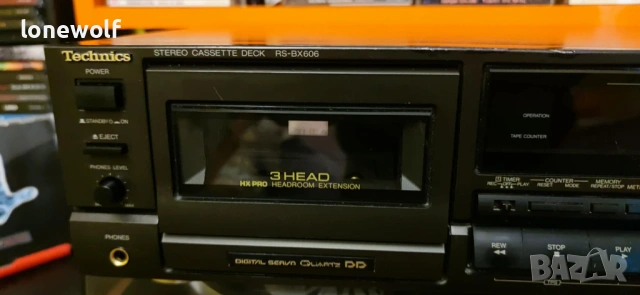 lonewolf
Technics
STEREO CASSETTE DECK RS-BX606
POWER
STANDBY ON
EJECT
PHONES LEVEL
PHONES
3 HEAD
HX PRO HEADROOM EXTENSION
DIGITAL SERVO QUARTZ DD
OPERATION
TAPE COUNTER
TIMER
REC OFF PLAY
COUNTER
RESET MODE
MEMORY
REPEAT/STOP
REW
STOP
PLAY
bazar